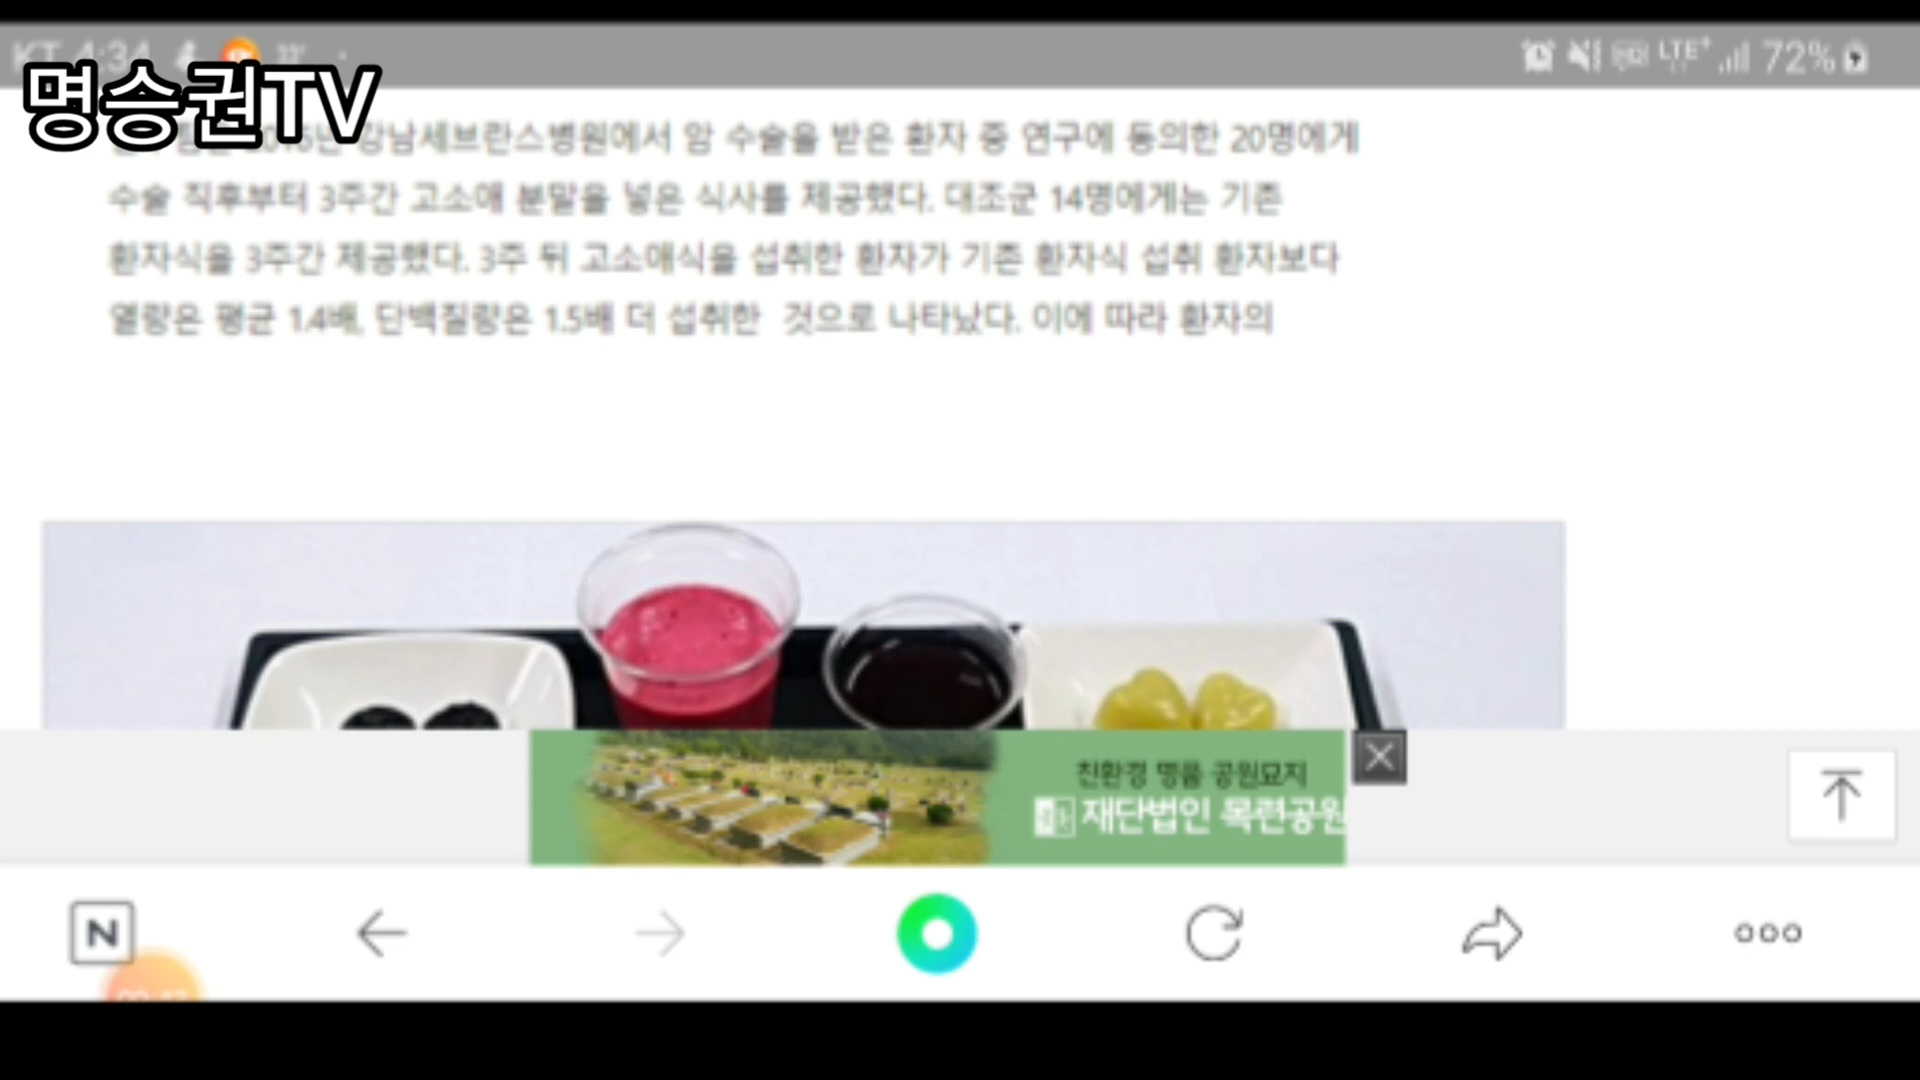 KT 4:34
LTE+ 72%
명승권TV
강남세브란스병원에서 암 수술을 받은 환자 중 연구에 동의한 20명에게
수술 직후부터 3주간 고소애 분말을 넣은 식사를 제공했다. 대조군 14명에게는 기존
환자식을 3주간 제공했다. 3주 뒤 고소애식을 섭취한 환자가 기존 환자식 섭취 환자보다
열량은 평균 1.4배, 단백질량은 1.5배 더 섭취한 것으로 나타났다. 이에 따라 환자의
친환경 명품 공원묘지
재단법인 목련공원
N